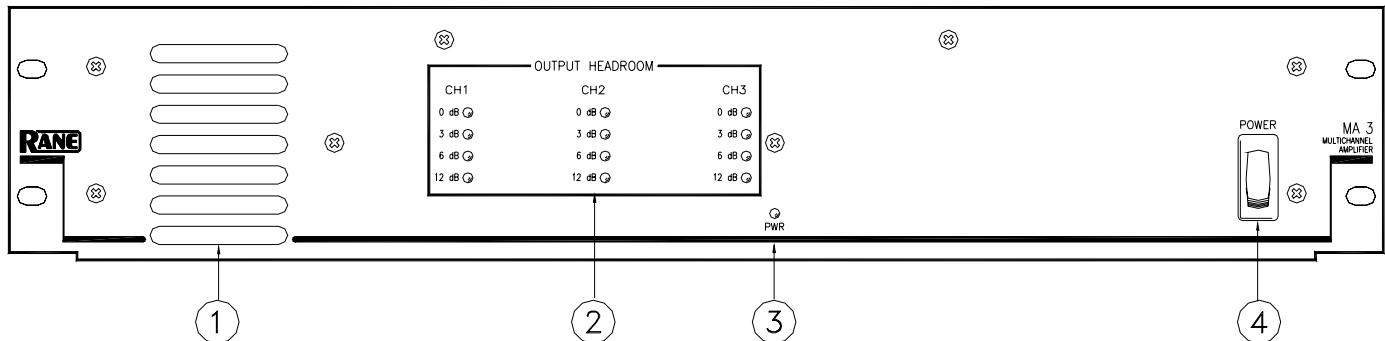 OUTPUT HEADROOM
CH1 CH2 CH3
0 dB 0 dB 0 dB
3 dB 3 dB 3 dB
6 dB 6 dB 6 dB
12 dB 12 dB 12 dB
RANE
PWR
POWER
MA 3
MULTICHANNEL
AMPLIFIER
1 2 3 4